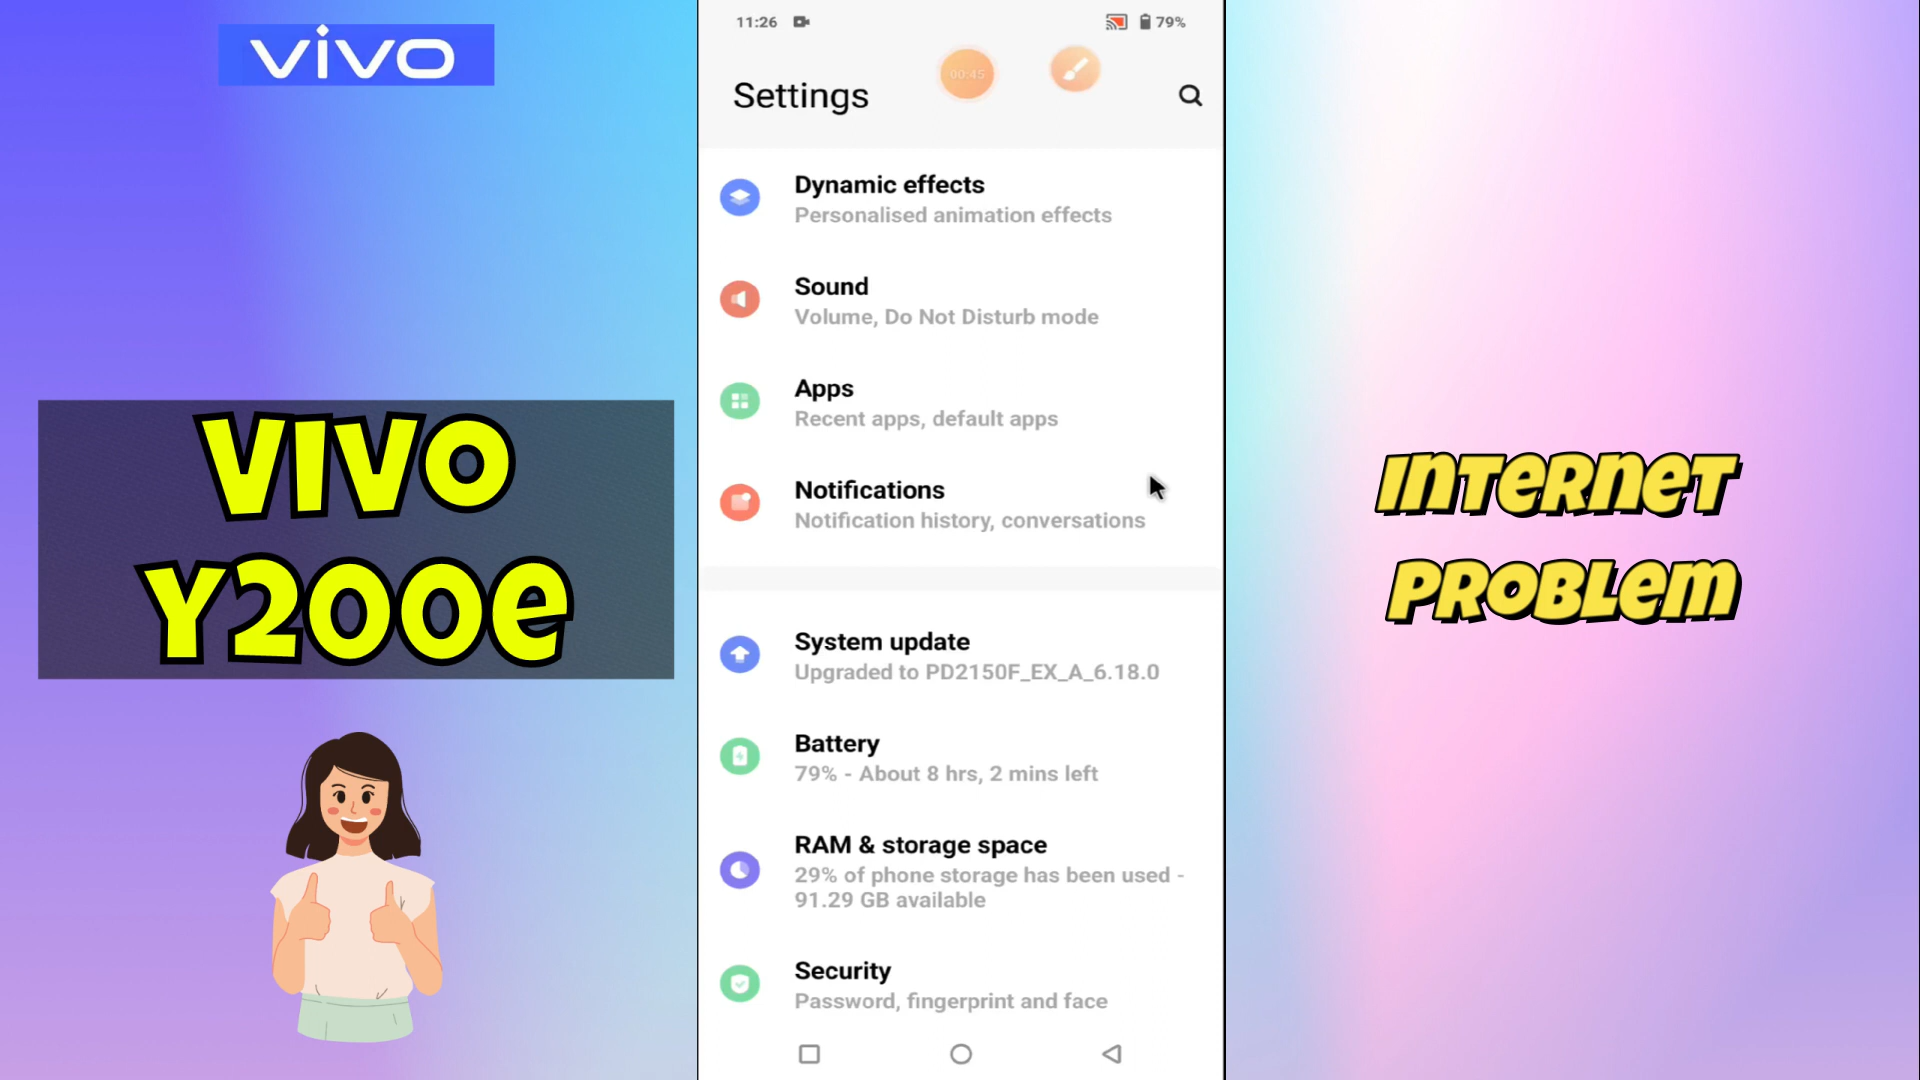 vivo
VIVO
Y200e
11:26
79%
00:45
Settings
Dynamic effects
Personalised animation effects
Sound
Volume, Do Not Disturb mode
Apps
Recent apps, default apps
Notifications
Notification history, conversations
System update
Upgraded to PD2150F_EX_A_6.18.0
Battery
79% - About 8 hrs, 2 mins left
RAM & storage space
29% of phone storage has been used -
91.29 GB available
Security
Password, fingerprint and face
INTERNET
PROBLEM